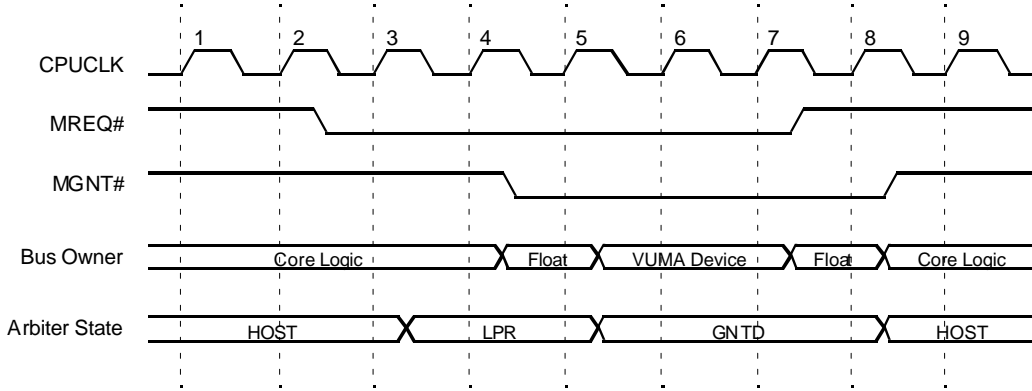 1 2 3 4 5 6 7 8 9
CPUCLK
MREQ#
MGNT#
Bus Owner Core Logic Float VUMA Device Float Core Logic
Arbiter State HOST LPR GNTD HOST